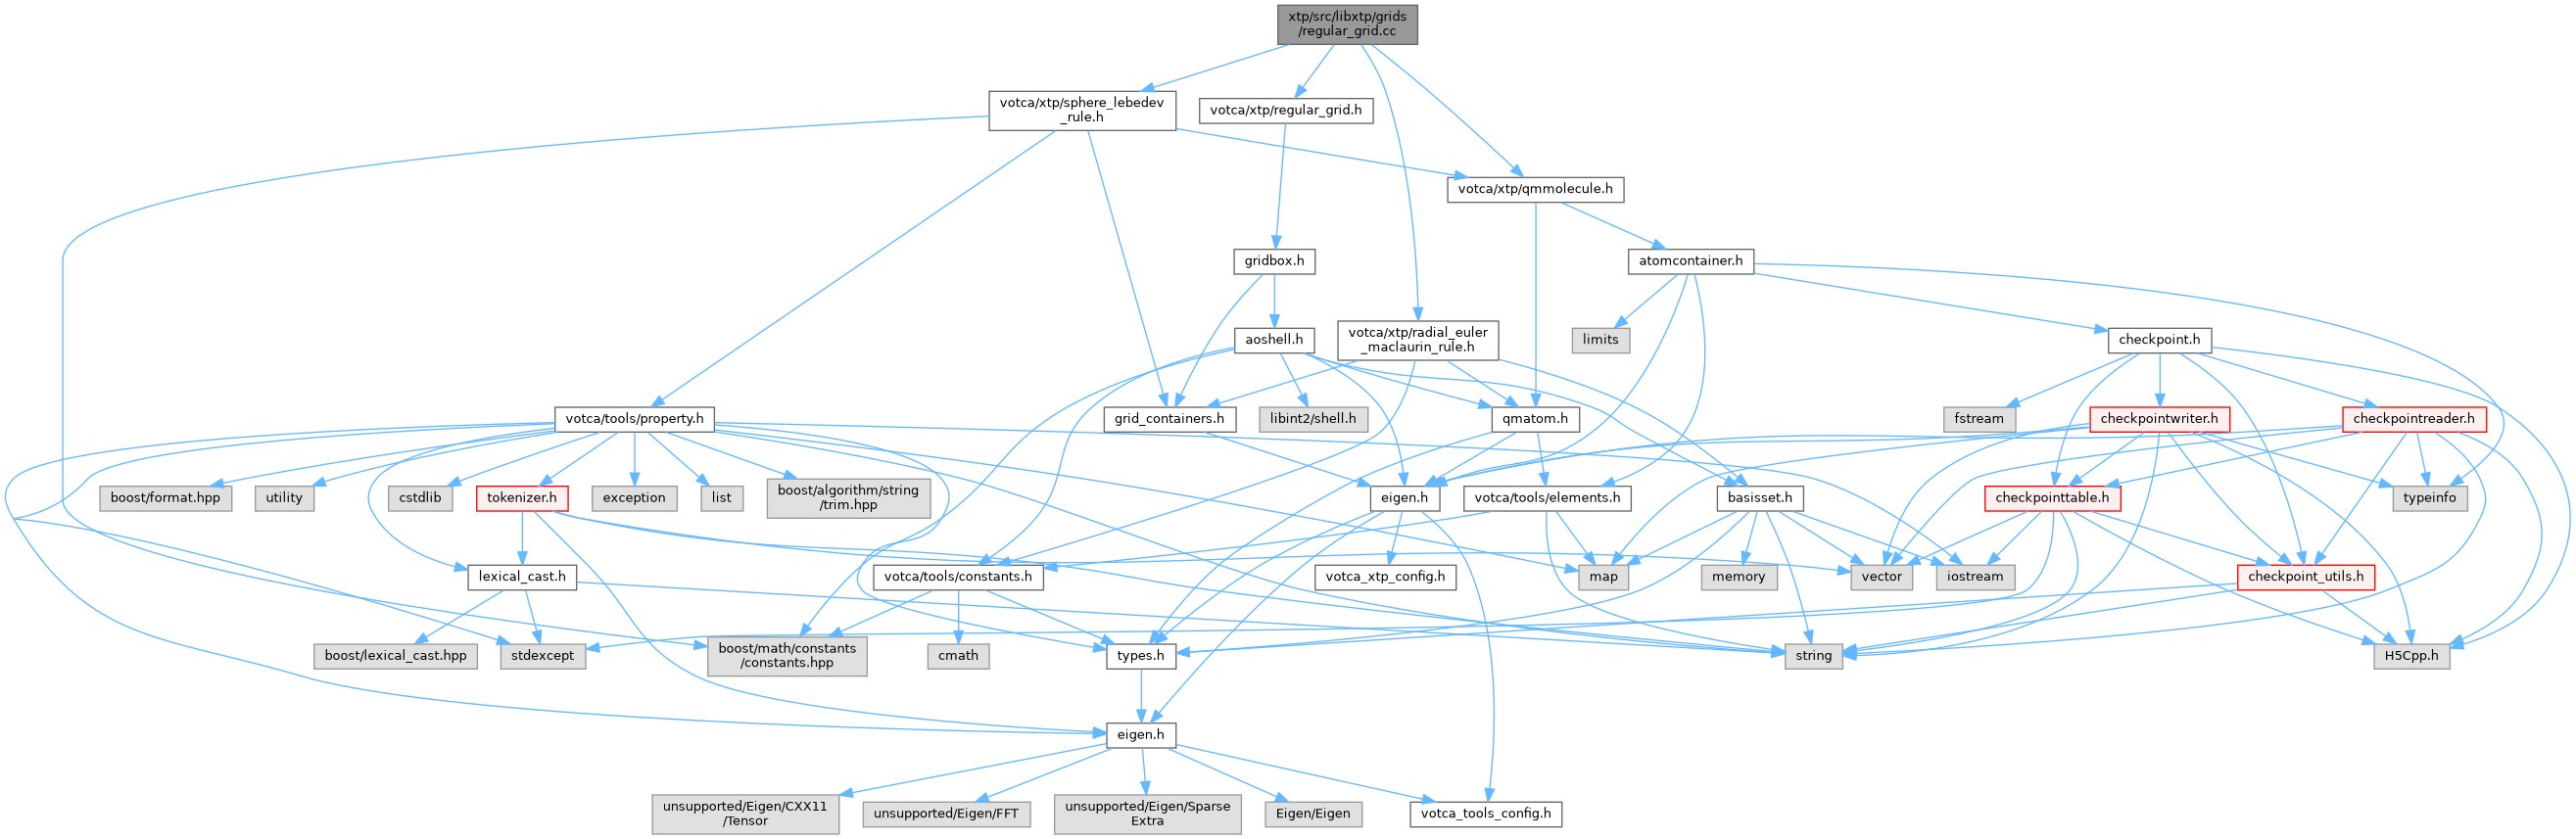 xtp/src/libxtp/grids
/regular_grid.cc
votca/xtp/sphere_lebedev
_rule.h
votca/xtp/regular_grid.h
votca/xtp/qmmolecule.h
gridbox.h
atomcontainer.h
aoshell.h
votca/xtp/radial_euler
_maclaurin_rule.h
limits
checkpoint.h
votca/tools/property.h
grid_containers.h
libint2/shell.h
qmatom.h
fstream
checkpointwriter.h
checkpointreader.h
boost/format.hpp
utility
cstdlib
tokenizer.h
exception
list
boost/algorithm/string
/trim.hpp
eigen.h
votca/tools/elements.h
basisset.h
checkpointtable.h
typeinfo
lexical_cast.h
votca/tools/constants.h
votca_xtp_config.h
map
memory
vector
iostream
checkpoint_utils.h
boost/lexical_cast.hpp
stdexcept
boost/math/constants
/constants.hpp
cmath
types.h
string
H5Cpp.h
eigen.h
unsupported/Eigen/CXX11
/Tensor
unsupported/Eigen/FFT
unsupported/Eigen/Sparse
Extra
Eigen/Eigen
votca_tools_config.h